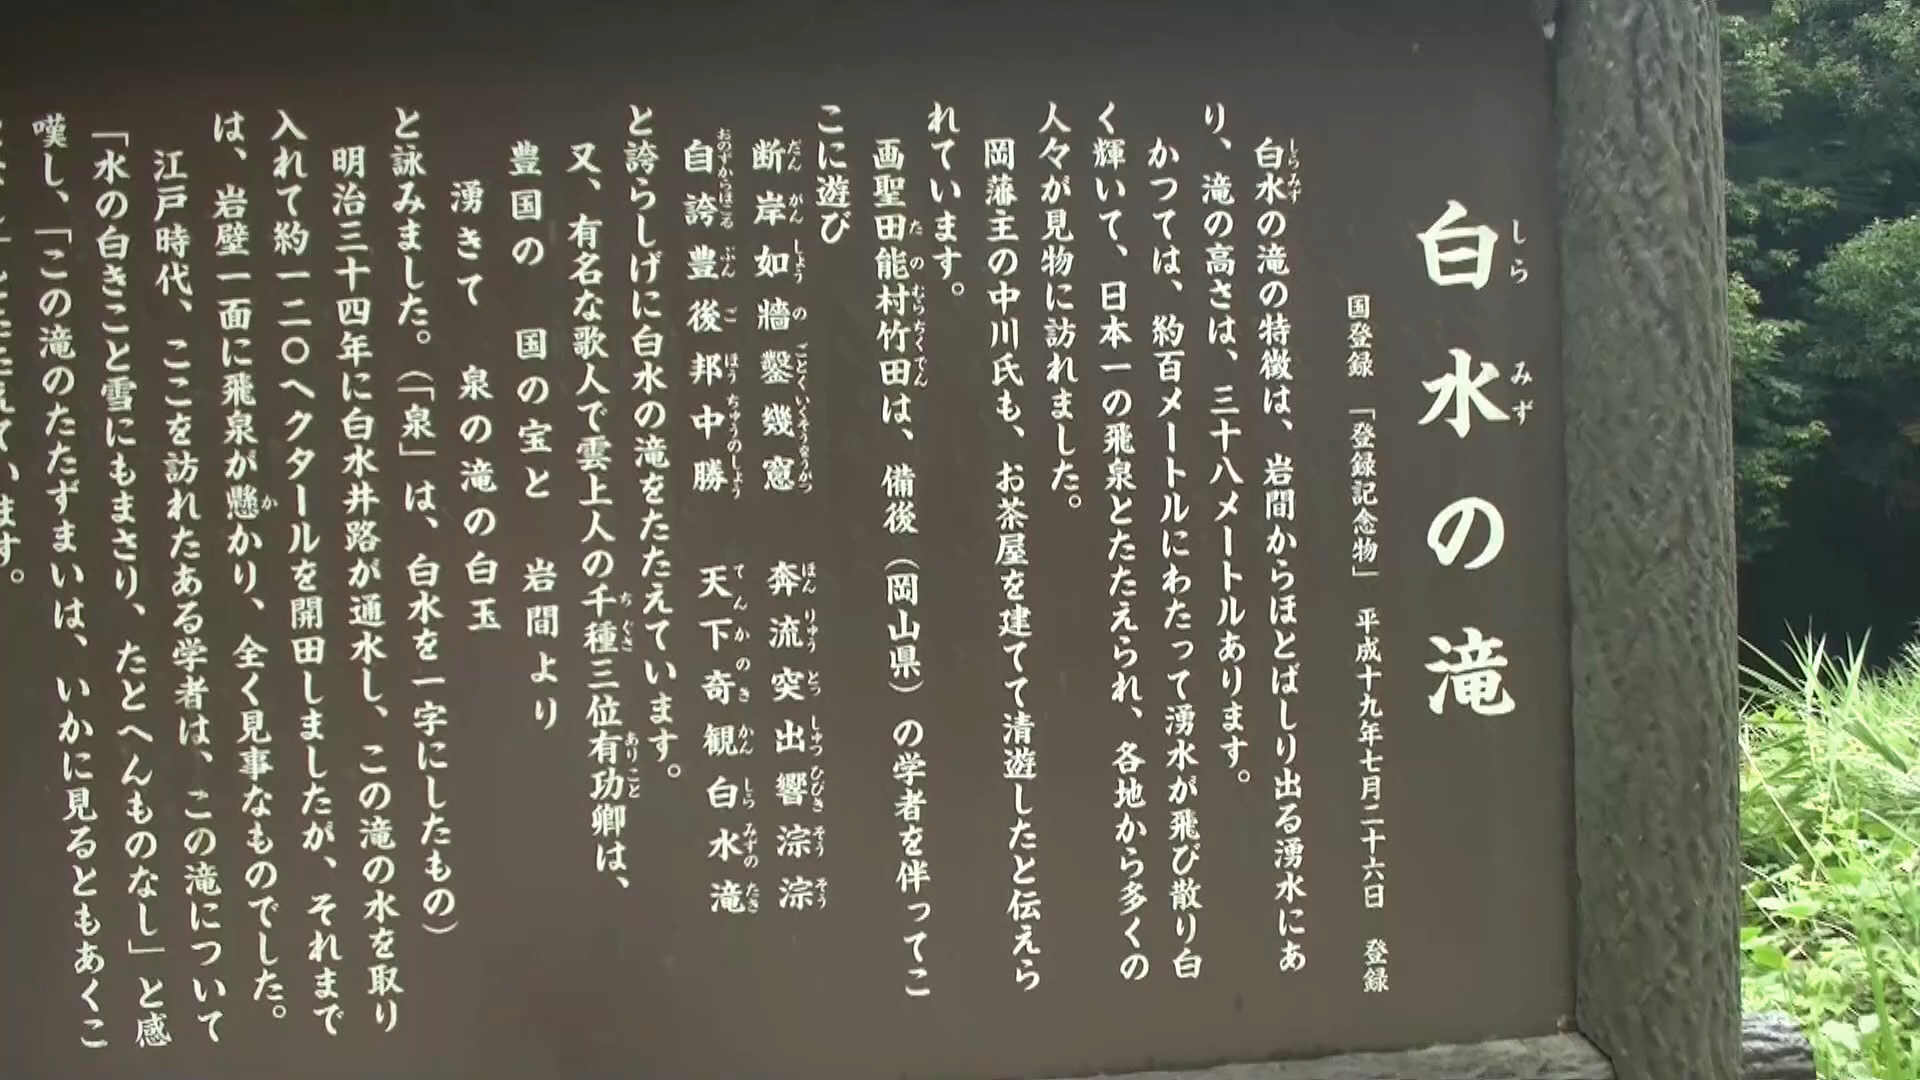 白水の滝
国登録 「登録記念物」 平成十九年七月二十六日 登録
白水の滝の特徴は、岩間からほとばしり出る湧水にあ
り、滝の高さは、三十八メートルあります。
かつては、約百メートルにわたって湧水が飛び散り白
く輝いて、日本一の飛泉とたたえられ、各地から多くの
人々が見物に訪れました。
岡藩主の中川氏も、お茶屋を建てて清遊したと伝えら
れています。
画聖田能村竹田は、備後（岡山県）の学者を伴ってこ
こに遊び
断岸如牆鑿幾窓 奔流突出響淙淙
自誇豊後邦中勝 天下奇観白水滝
と誇らしげに白水の滝をたたえています。
又、有名な歌人で雲上人の千種三位有功卿は、
豊国の 国の宝と 岩間より
湧きて 泉の滝の白玉
と詠みました。（「泉」は、白水を一字にしたもの）
明治三十四年に白水井路が通水し、この滝の水を取り
入れて約一二〇ヘクタールを開田しましたが、それまで
は、岩壁一面に飛泉が懸かり、全く見事なものでした。
江戸時代、ここを訪れたある学者は、この滝について
「水の白きこと雪にもまさり、たとへんものなし」と感
嘆し、「この滝のたたずまいは、いかに見るともあくこ